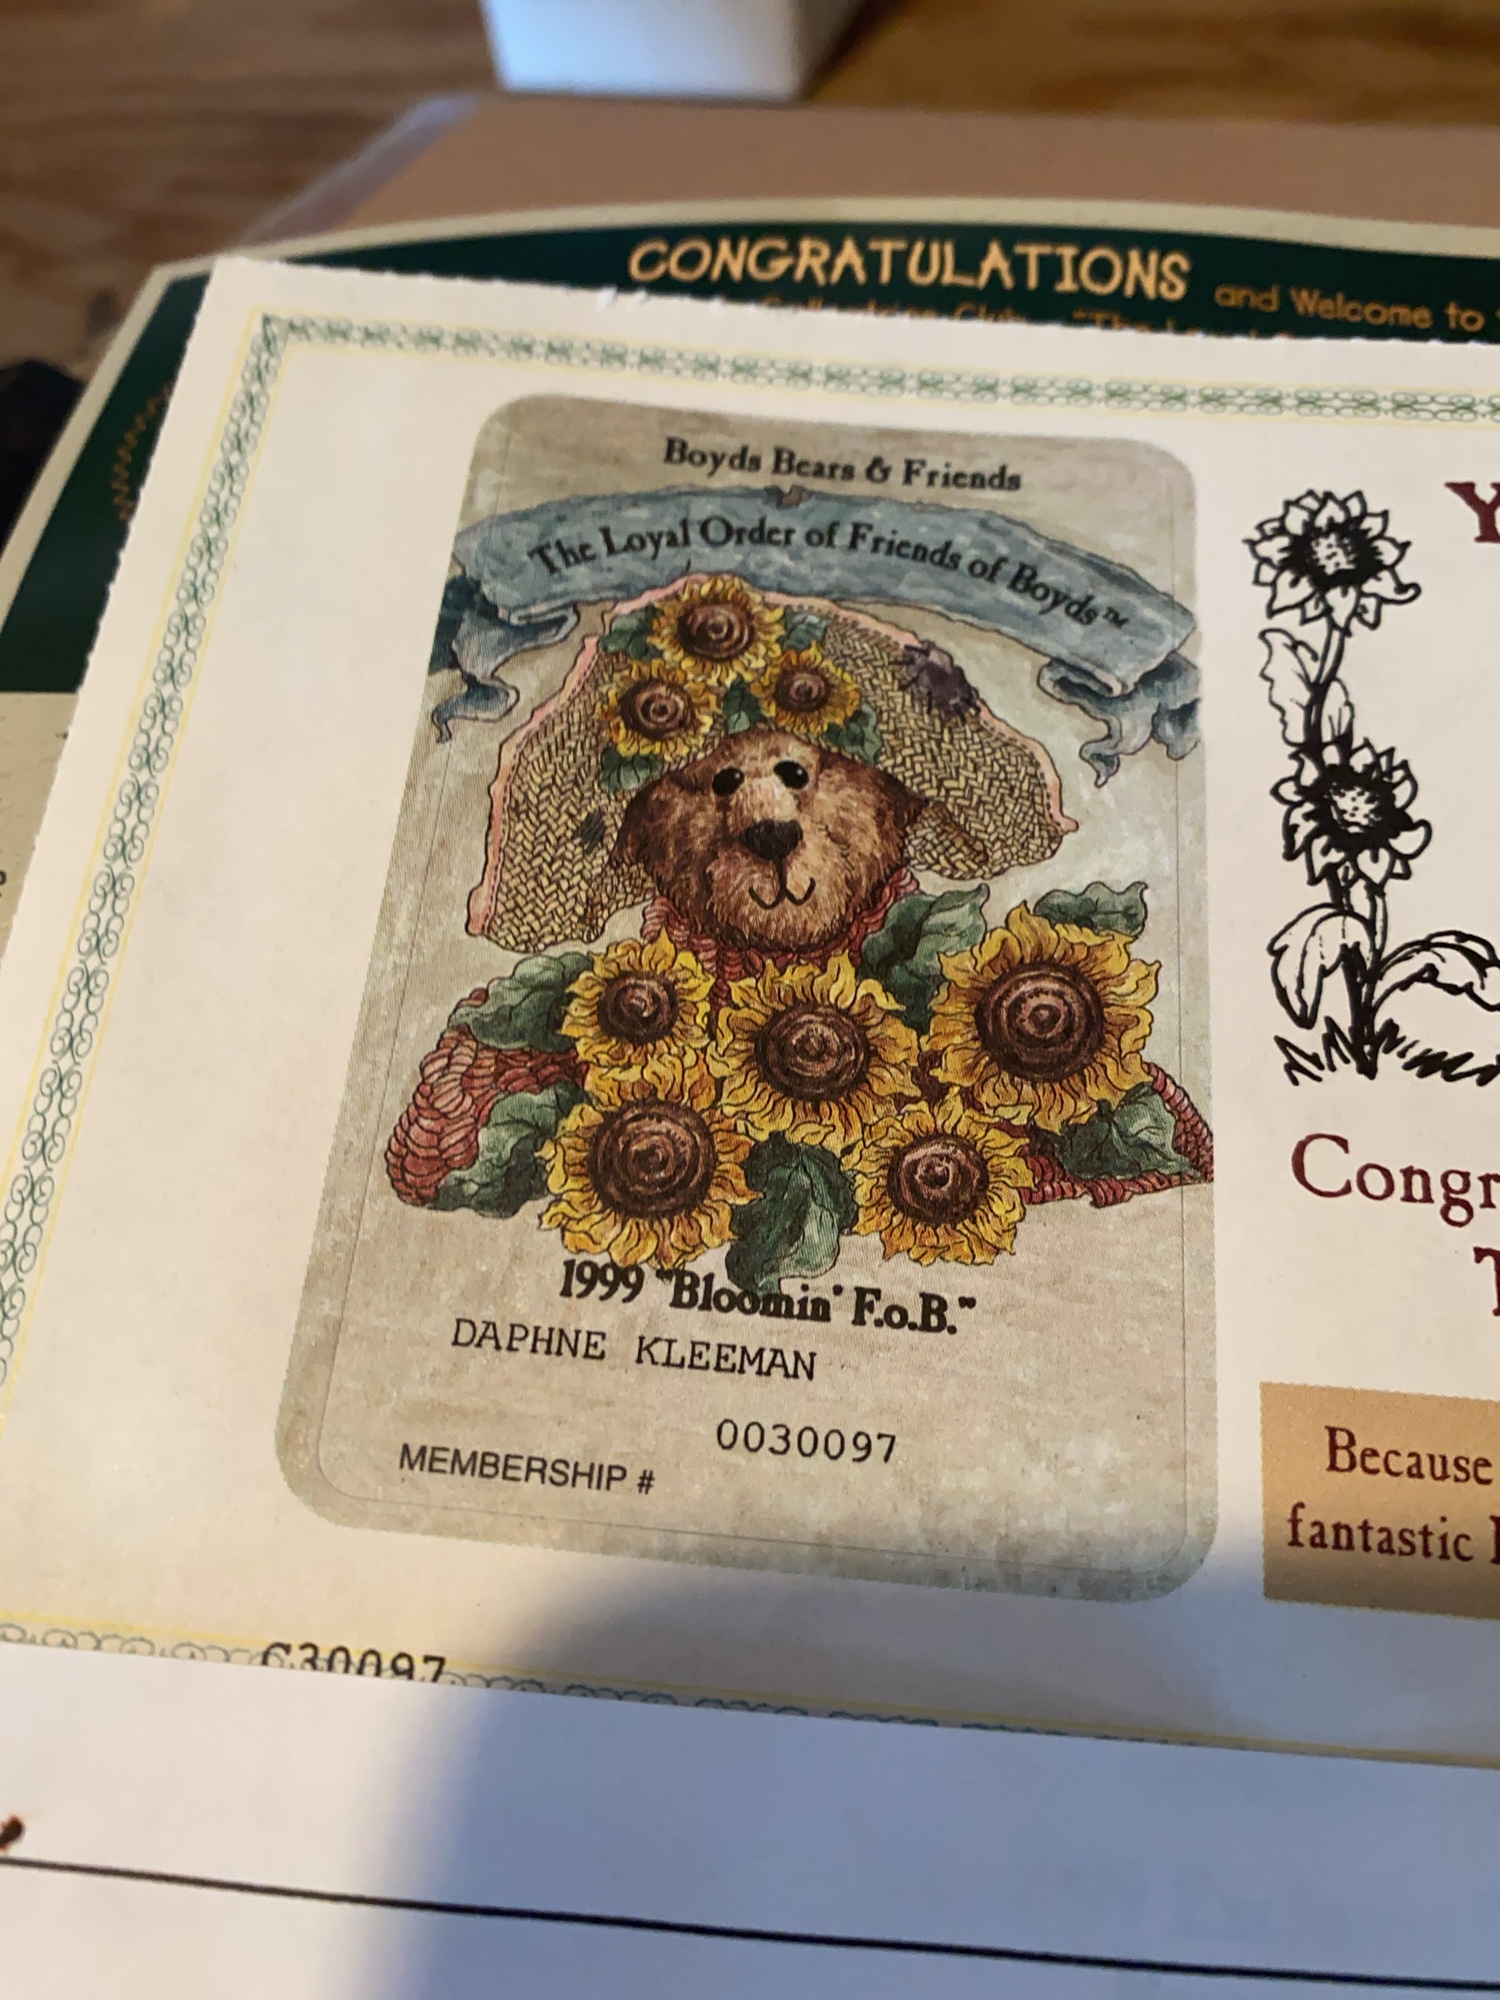 CONGRATULATIONS and Welcome to
Boyds Bears & Friends
The Loyal Order of Friends of Boyds™
1999 "Bloomin' F.o.B."
DAPHNE KLEEMAN
0030097
MEMBERSHIP #
C30097
Y
Congr
T
Because
fantastic